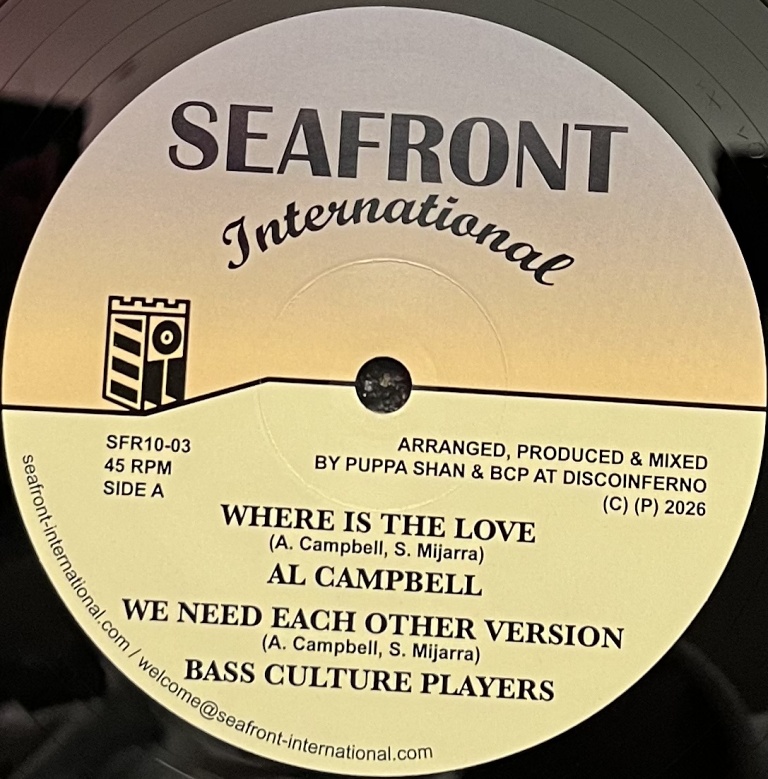 SEAFRONT
International
SFR10-03
45 RPM
SIDE A
ARRANGED, PRODUCED & MIXED
BY PUPPA SHAN & BCP AT DISCOINFERNO
(C) (P) 2026
WHERE IS THE LOVE
(A. Campbell, S. Mijarra)
AL CAMPBELL
WE NEED EACH OTHER VERSION
(A. Campbell, S. Mijarra)
BASS CULTURE PLAYERS
seafront-international.com / welcome@seafront-international.com